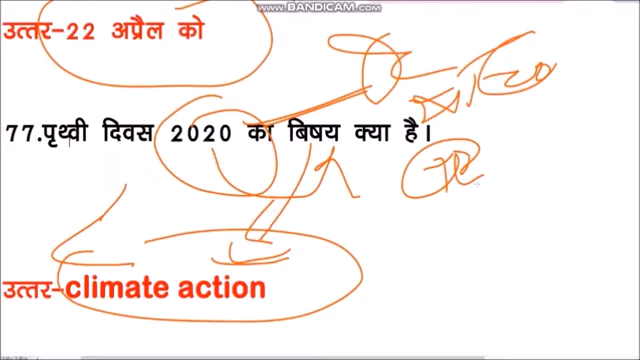 www.BANDICAM.com
उत्तर-22 अप्रैल को
77.पृथ्वी दिवस 2020 का बिषय क्या है।
उत्तर-climate action